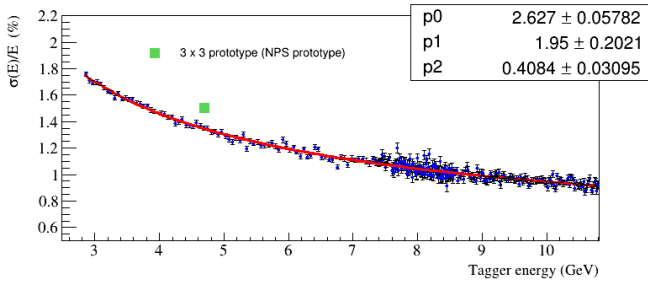 σ(E)/E (%)
2.2
2
1.8
1.6
1.4
1.2
1
0.8
0.6
3 x 3 prototype (NPS prototype)
p0 2.627 ± 0.05782
p1 1.95 ± 0.2021
p2 0.4084 ± 0.03095
3 4 5 6 7 8 9 10
Tagger energy (GeV)